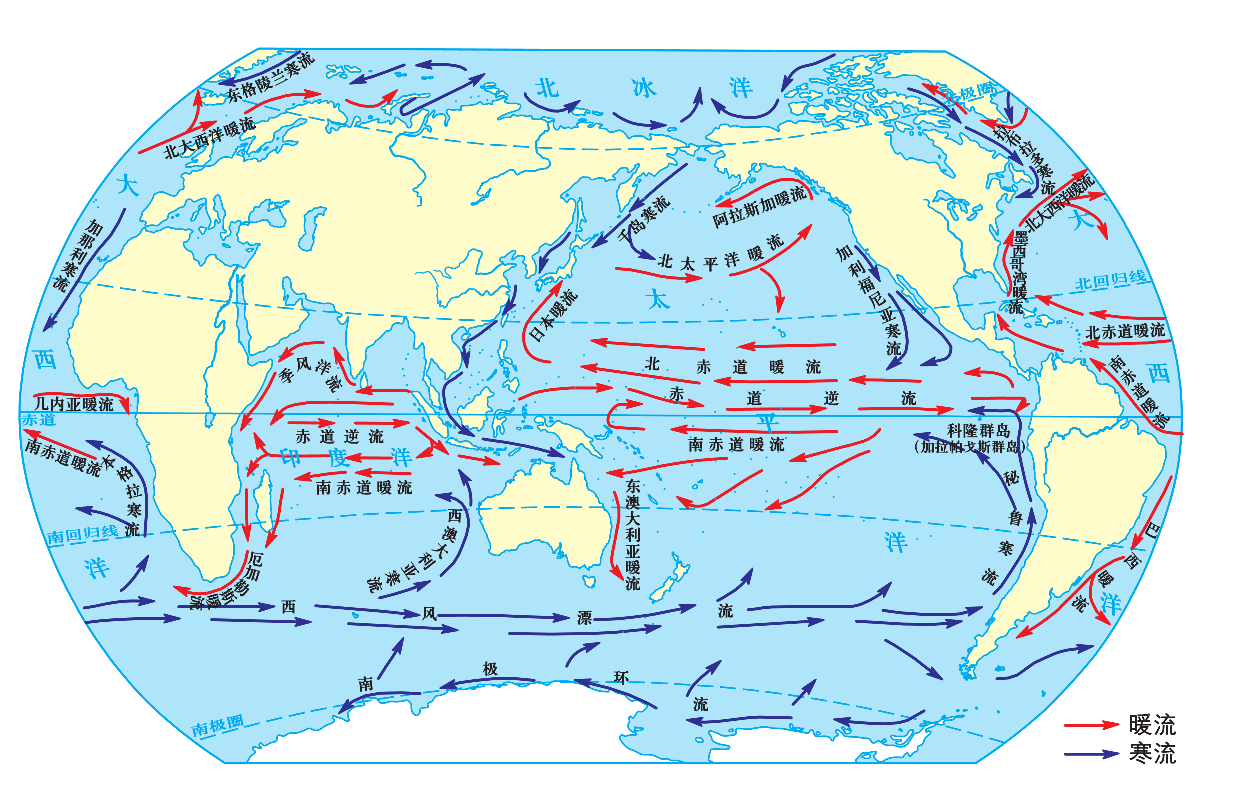 东格陵兰寒流
北冰洋
北极圈
北大西洋暖流
拉布拉多寒流
大
加那利寒流
千岛寒流
阿拉斯加暖流
北大西洋暖流
大
北太平洋暖流
加利福尼亚寒流
墨西哥湾暖流
北回归线
太
日本暖流
北赤道暖流
西
季风洋流
北赤道暖流
南赤道暖流
西
几内亚暖流
赤道逆流
赤道
平
赤道逆流
南赤道暖流
科隆群岛
(加拉帕戈斯群岛)
南赤道暖流
印度洋
本格拉寒流
南赤道暖流
东澳大利亚暖流
秘鲁寒流
西澳大利亚寒流
南回归线
洋
巴西暖流
洋
厄加勒斯暖流
洋
西风漂流
南极环流
南极圈
暖流
寒流